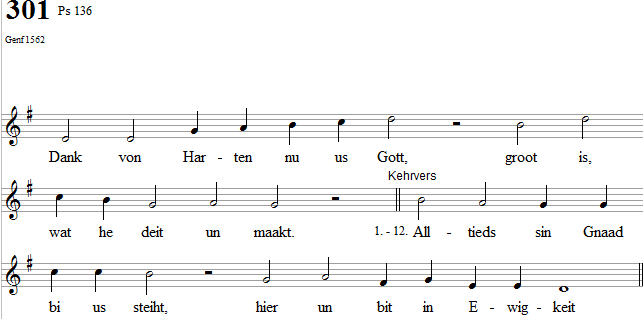 301 Ps 136
Genf 1562
Dank von Har - ten nu us Gott, groot is,
Kehrvers
wat he deit un maakt. 1. - 12. All - tieds sin Gnaad
bi us steiht, hier un bit in E - wig - keit